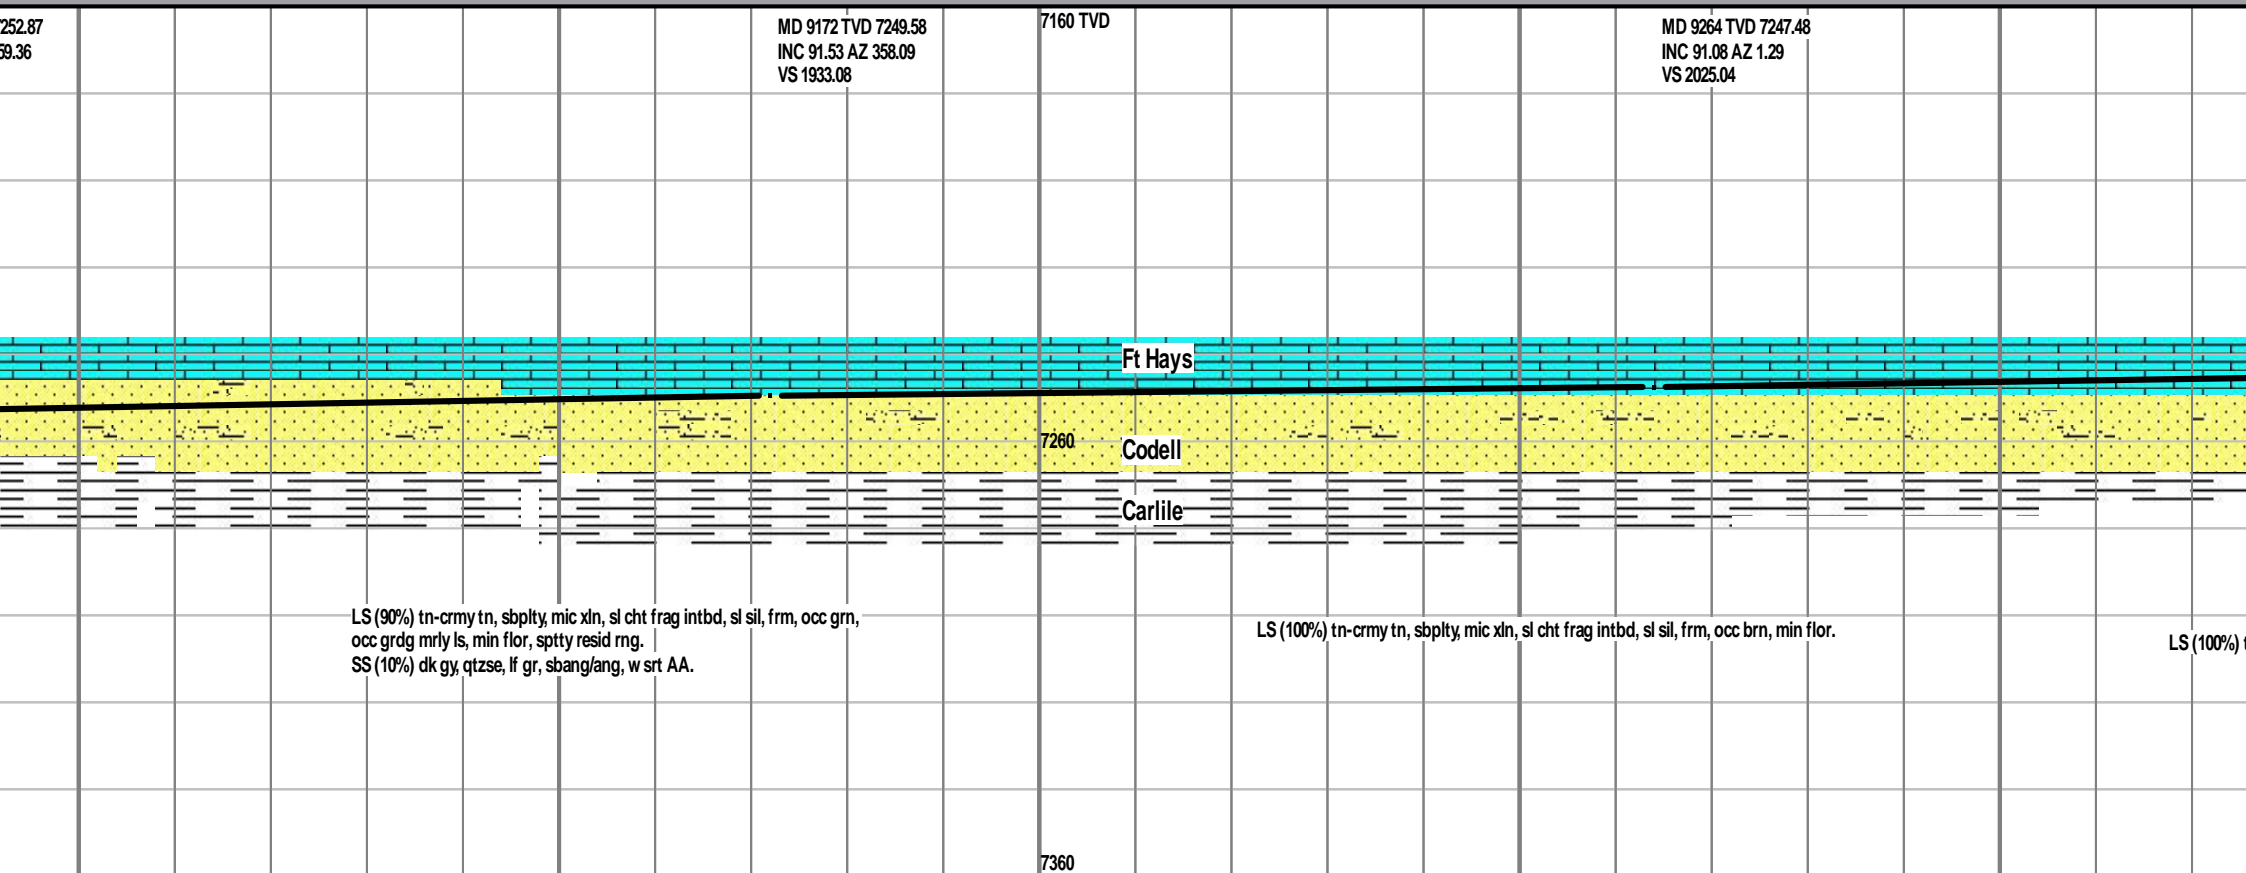 252.87
59.36
MD 9172 TVD 7249.58
INC 91.53 AZ 358.09
VS 1933.08
7160 TVD
MD 9264 TVD 7247.48
INC 91.08 AZ 1.29
VS 2025.04
Ft Hays
7260
Codell
Carlile
LS (90%) tn-crmy tn, sbplty, mic xln, sl cht frag intbd, sl sil, frm, occ grn,
occ grdg mrly ls, min flor, sptty resid rng.
SS (10%) dk gy, qtzse, lf gr, sbang/ang, w srt AA.
LS (100%) tn-crmy tn, sbplty, mic xln, sl cht frag intbd, sl sil, frm, occ brn, min flor.
LS (100%) t
7360